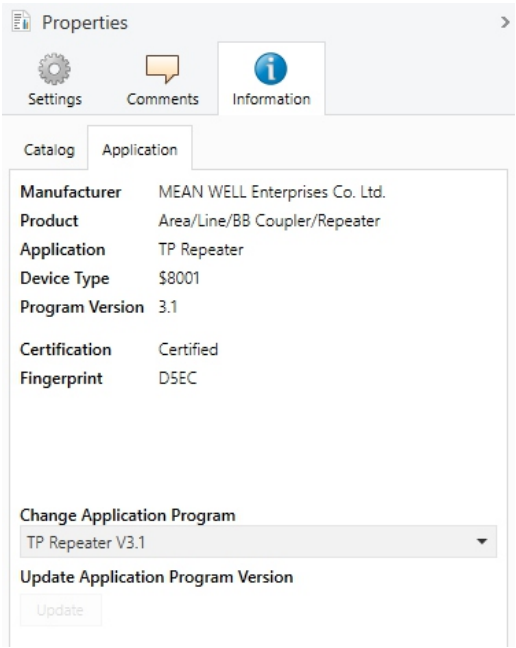 Properties
Settings Comments Information
Catalog Application
Manufacturer MEAN WELL Enterprises Co. Ltd.
Product Area/Line/BB Coupler/Repeater
Application TP Repeater
Device Type $8001
Program Version 3.1
Certification Certified
Fingerprint D5EC
Change Application Program
TP Repeater V3.1
Update Application Program Version
Update